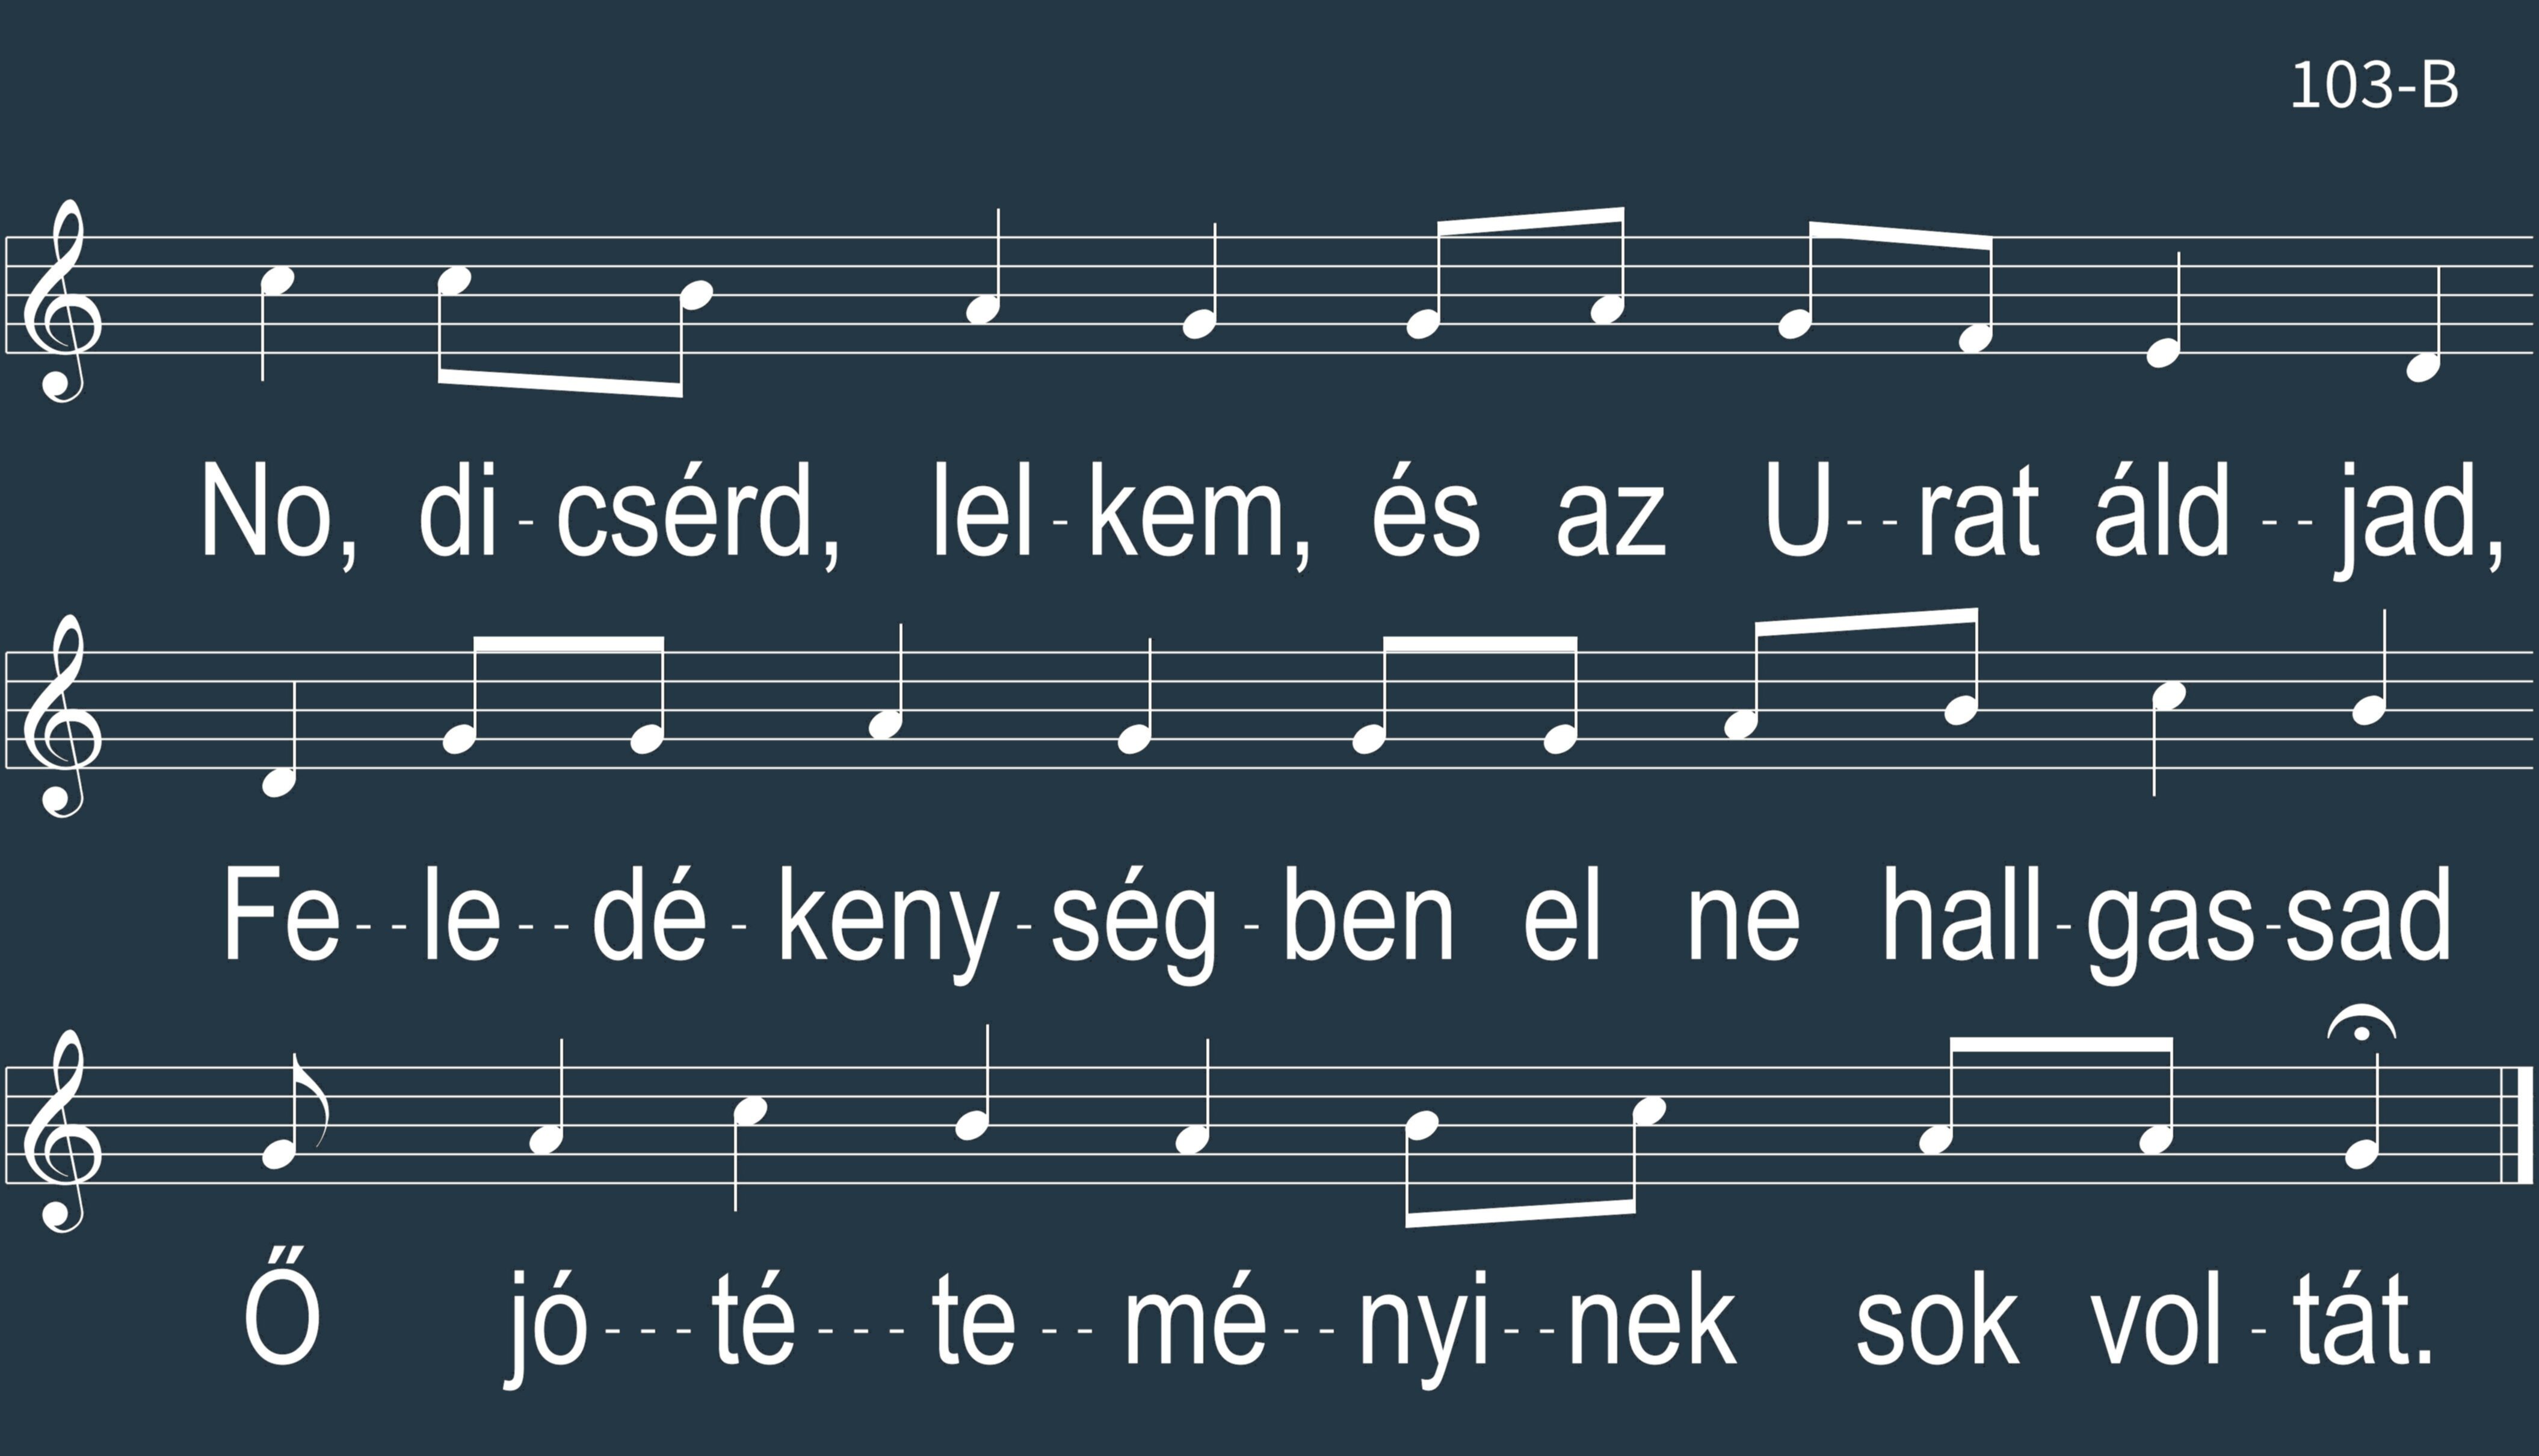 103-B
No, di-csérd, lel-kem, és az U--rat áld--jad,
Fe--le--dé-keny-ség-ben el ne hall-gas-sad
Ő jó---té---te--mé--nyi--nek sok vol-tát.